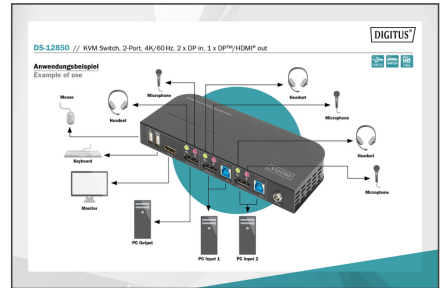 DIGITUS®
DS-12850 // KVM Switch, 2-Port, 4K/60 Hz, 2 x DP in, 1 x DP™/HDMI® out
Anwendungsbeispiel
Example of use
Mouse
Headset
Microphone
Headset
Microphone
Headset
Microphone
Keyboard
Monitor
PC Output
PC Input 1
PC Input 2
DIGITUS